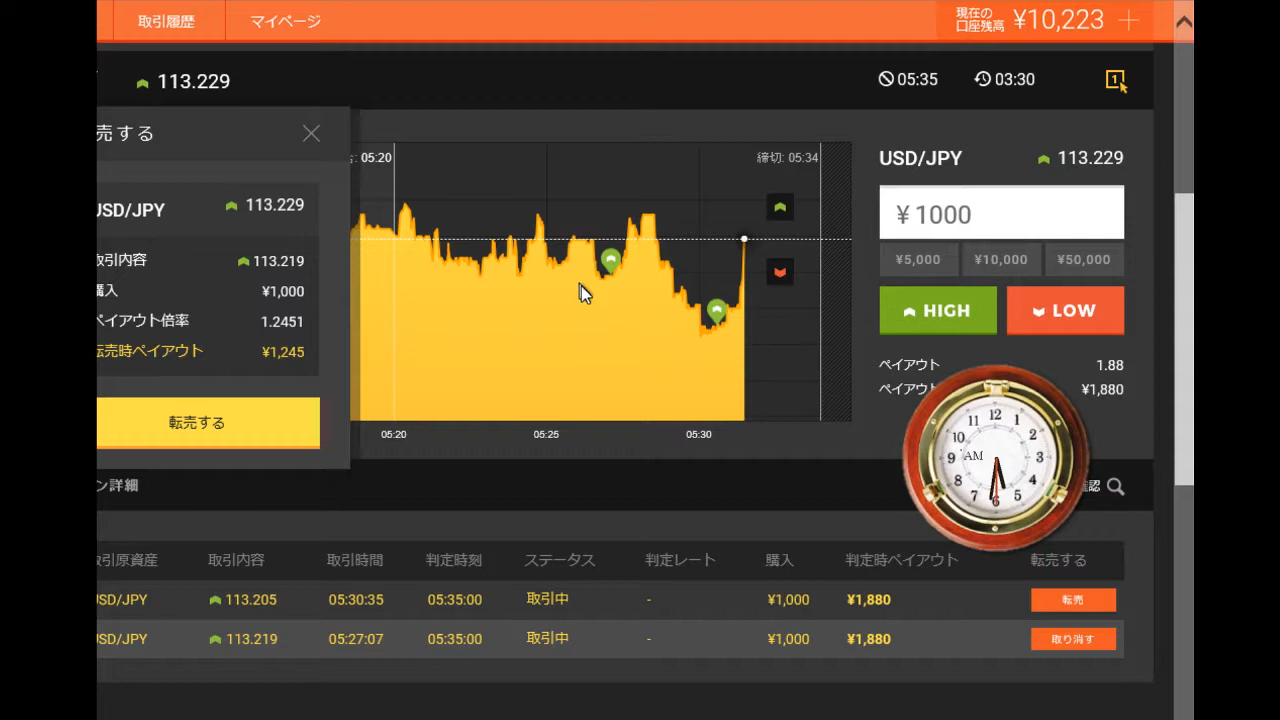 取引履歴
マイページ
現在の
口座残高
¥10,223
113.229
05:35
03:30
1
売する
USD/JPY
113.229
取引内容
113.219
購入
¥1,000
ペイアウト倍率
1.2451
転売時ペイアウト
¥1,245
転売する
: 05:20
締切: 05:34
05:20
05:25
05:30
USD/JPY
113.229
¥ 1000
¥5,000
¥10,000
¥50,000
HIGH
LOW
ペイアウト
1.88
ペイアウ
¥1,880
12
1
2
3
4
5
6
7
8
9
10
11
AM
ン詳細
確認
取引原資産
取引内容
取引時間
判定時刻
ステータス
判定レート
購入
判定時ペイアウト
転売する
USD/JPY
113.205
05:30:35
05:35:00
取引中
-
¥1,000
¥1,880
転売
USD/JPY
113.219
05:27:07
05:35:00
取引中
-
¥1,000
¥1,880
取り消す